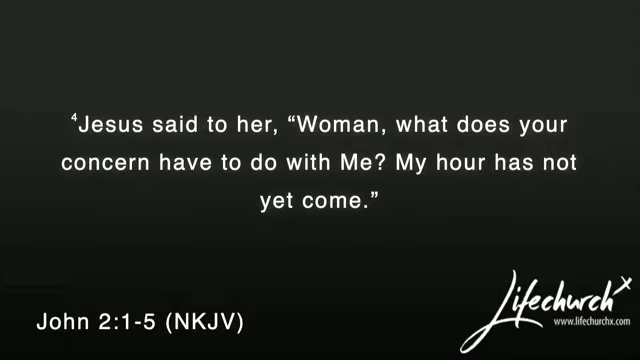 ⁴Jesus said to her, “Woman, what does your
concern have to do with Me? My hour has not
yet come.”
John 2:1-5 (NKJV)
Lifechurch x
www.lifechurchx.com